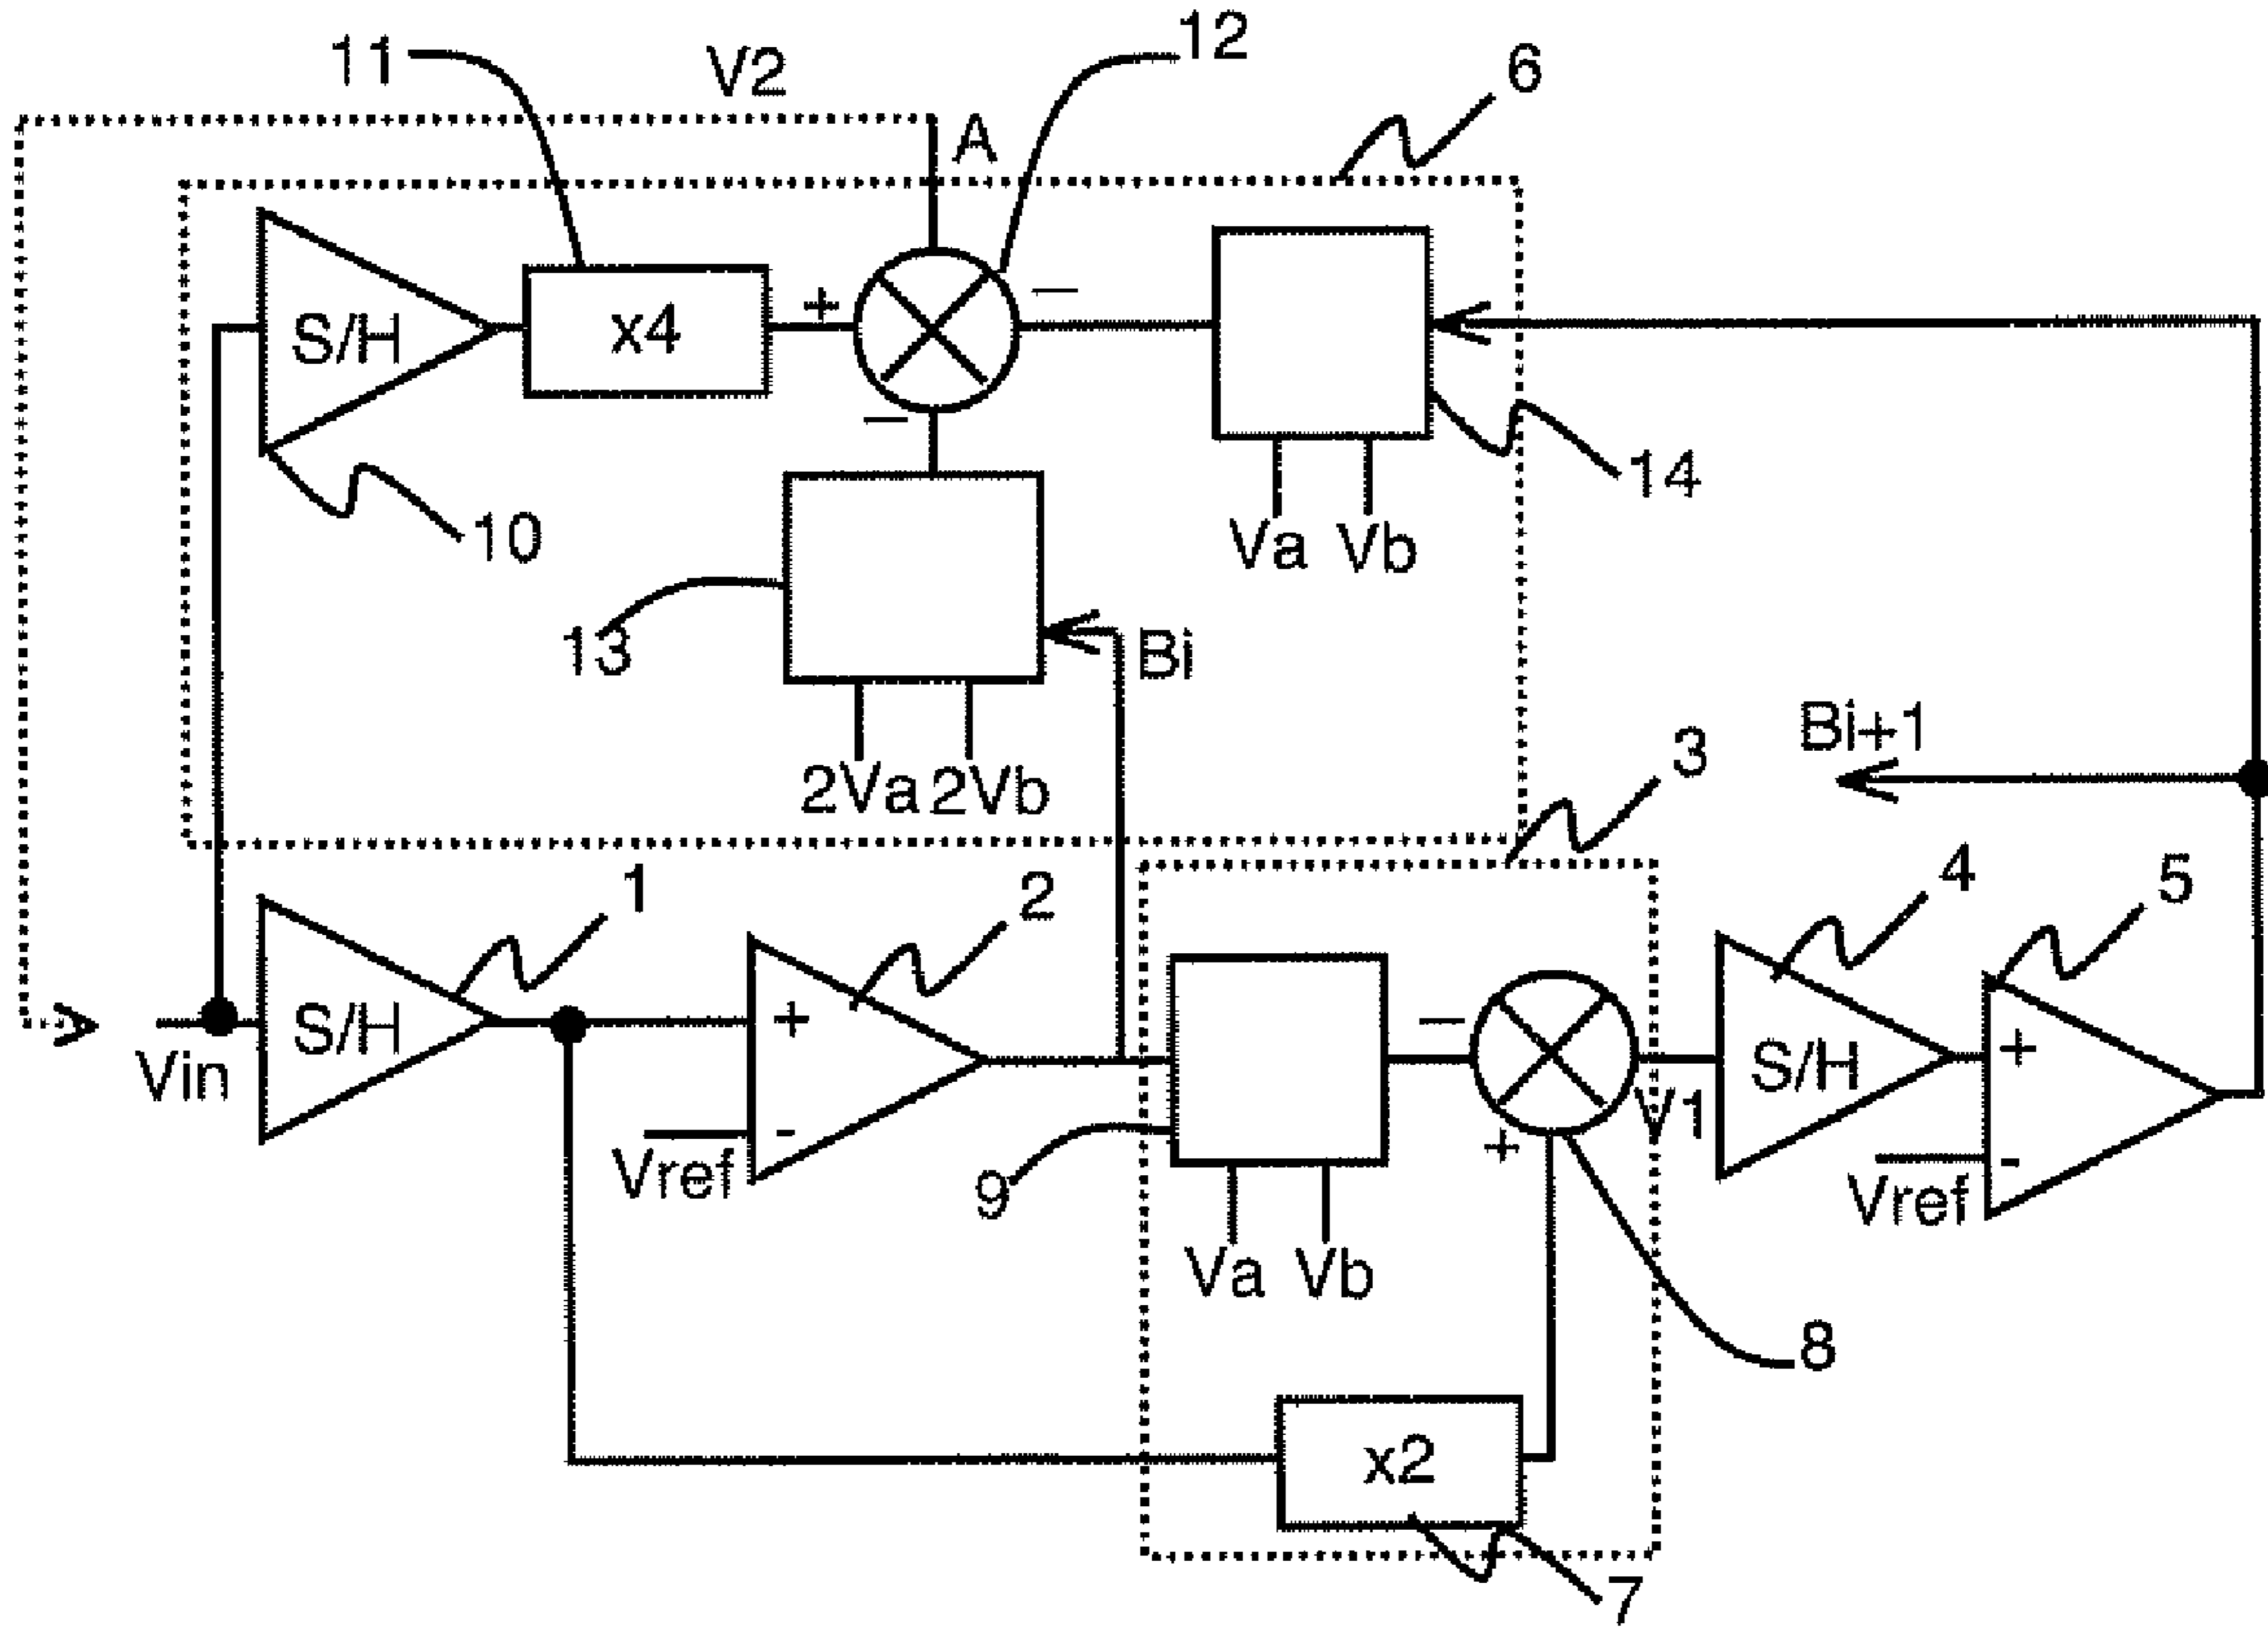 11
V2
12
6
A
S/H
x4
+
−
−
14
10
Va
Vb
13
Bi
2Va
2Vb
Bi+1
3
1
2
4
5
S/H
+
−
S/H
+
Vin
V1
Vref
-
+
Vref
-
9
Va
Vb
8
x2
7